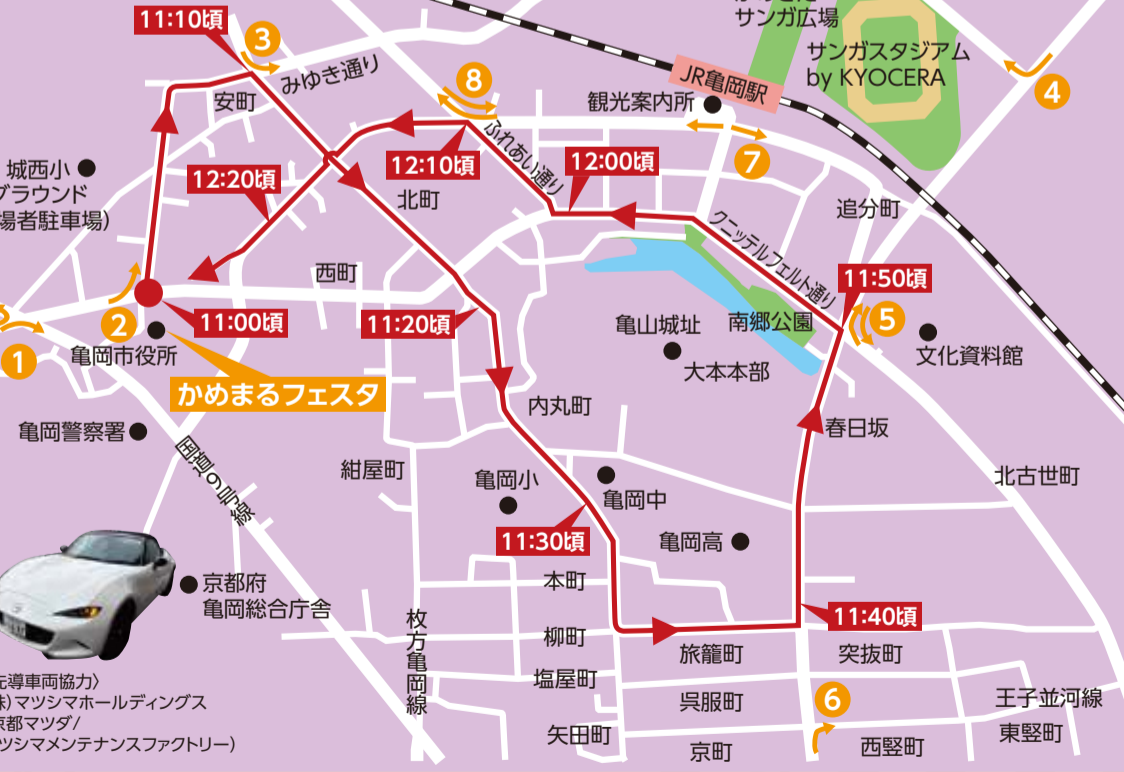 サンガ広場
サンガスタジアム
by KYOCERA
JR亀岡駅
観光案内所
11:10頃
3
みゆき通り
安町
8
ふれあい通り
4
7
城西小
グラウンド
場者駐車場)
12:20頃
12:10頃
12:00頃
北町
追分町
クニッテルフェルト通り
西町
11:50頃
5
1
2
11:00頃
11:20頃
亀岡市役所
かめまるフェスタ
亀山城址
南郷公園
大本本部
文化資料館
亀岡警察署
国道9号線
内丸町
春日坂
紺屋町
亀岡小
亀岡中
北古世町
11:30頃
亀岡高
京都府
亀岡総合庁舎
本町
枚方亀岡線
柳町
11:40頃
旅籠町
突抜町
塩屋町
呉服町
6
王子並河線
矢田町
京町
西竪町
東竪町
導車両協力〉
)マツシマホールディングス
都マツダ/
ツシマメンテナンスファクトリー)